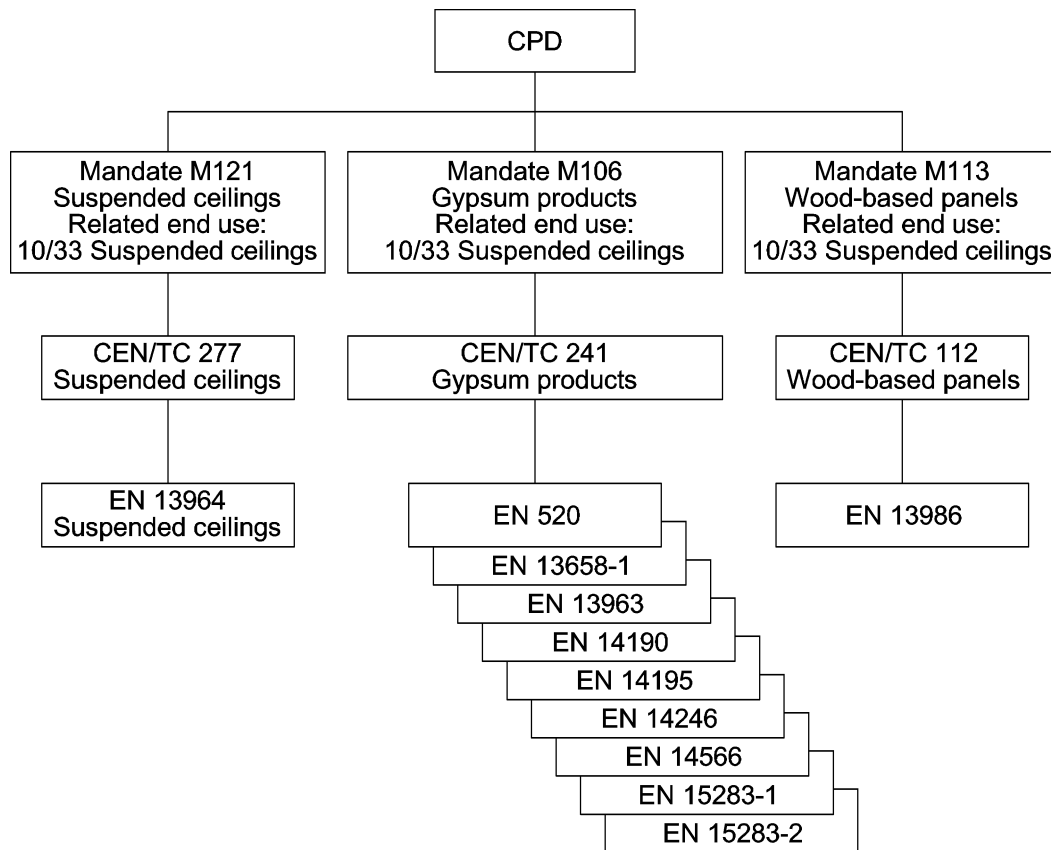 CPD
Mandate M121
Suspended ceilings
Related end use:
10/33 Suspended ceilings
Mandate M106
Gypsum products
Related end use:
10/33 Suspended ceilings
Mandate M113
Wood-based panels
Related end use:
10/33 Suspended ceilings
CEN/TC 277
Suspended ceilings
CEN/TC 241
Gypsum products
CEN/TC 112
Wood-based panels
EN 13964
Suspended ceilings
EN 520
EN 13986
EN 13658-1
EN 13963
EN 14190
EN 14195
EN 14246
EN 14566
EN 15283-1
EN 15283-2